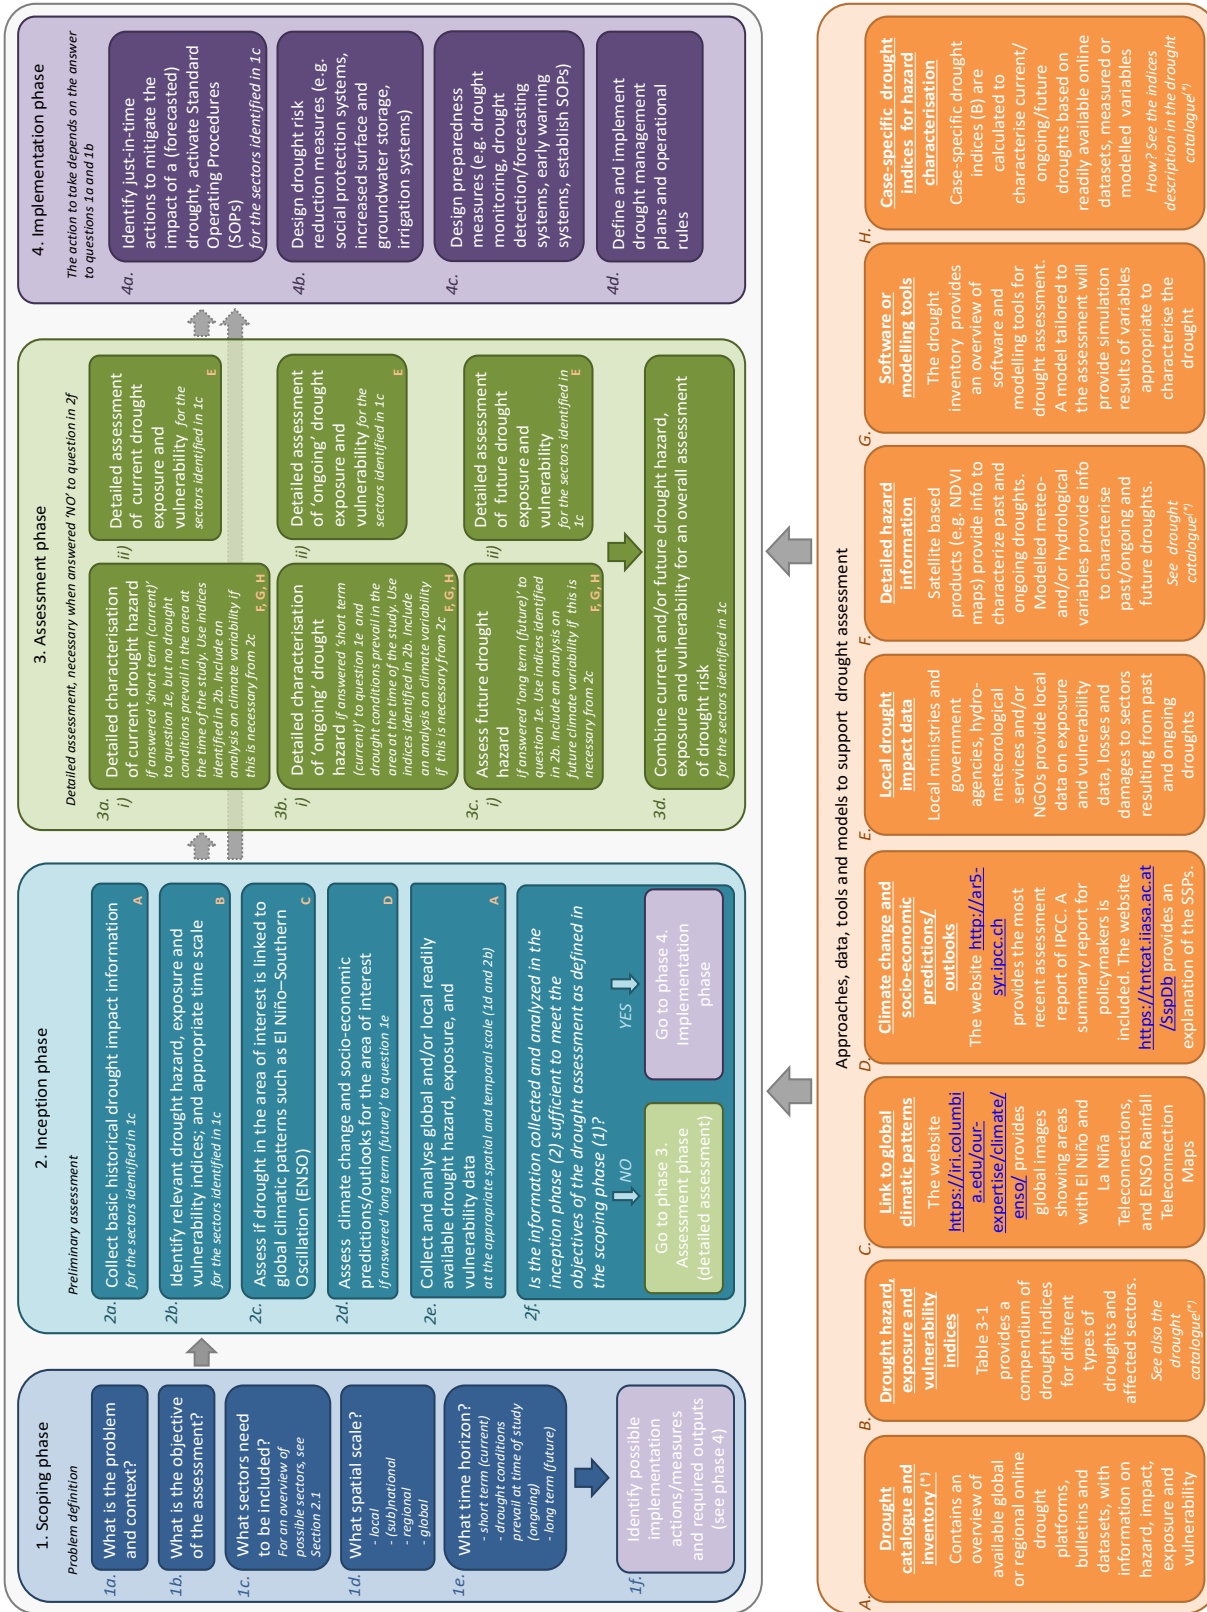 1. Scoping phase
Problem definition
1a.
What is the problem
and context?
1b.
What is the objective
of the assessment?
1c.
What sectors need
to be included?
For an overview of
possible sectors, see
Section 2.1
1d.
What spatial scale?
- local
- (sub)national
- regional
- global
1e.
What time horizon?
- short term (current)
- drought conditions
prevail at time of study
(ongoing)
- long term (future)
1f.
Identify possible
implementation
actions/measures
and required outputs
(see phase 4)
2. Inception phase
Preliminary assessment
2a.
Collect basic historical drought impact information
for the sectors identified in 1c
A
2b.
Identify relevant drought hazard, exposure and
vulnerability indices; and appropriate time scale
for the sectors identified in 1c
B
2c.
Assess if drought in the area of interest is linked to
global climatic patterns such as El Niño–Southern
Oscillation (ENSO)
C
2d.
Assess climate change and socio-economic
predictions/outlooks for the area of interest
if answered 'long term (future)' to question 1e
D
2e.
Collect and analyse global and/or local readily
available drought hazard, exposure, and
vulnerability data
at the appropriate spatial and temporal scale (1d and 2b)
A
2f.
Is the information collected and analyzed in the
inception phase (2) sufficient to meet the
objectives of the drought assessment as defined in
the scoping phase (1)?
NO
YES
Go to phase 3.
Assessment phase
(detailed assessment)
Go to phase 4.
Implementation
phase
3. Assessment phase
Detailed assessment, necessary when answered 'NO' to question in 2f
3a.
i)
Detailed characterisation
of current drought hazard
if answered 'short term (current)'
to question 1e, but no drought
conditions prevail in the area at
the time of the study. Use indices
identified in 2b. Include an
analysis on climate variability if
this is necessary from 2c
F, G, H
ii)
Detailed assessment
of current drought
exposure and
vulnerability for the
sectors identified in 1c
E
3b.
i)
Detailed characterisation
of 'ongoing' drought
hazard if answered 'short term
(current)' to question 1e and
drought conditions prevail in the
area at the time of the study. Use
indices identified in 2b. Include
an analysis on climate variability
if this is necessary from 2c
F, G, H
ii)
Detailed assessment
of 'ongoing' drought
exposure and
vulnerability for the
sectors identified in 1c
E
3c.
i)
Assess future drought
hazard
if answered 'long term (future)' to
question 1e. Use indices identified
in 2b. Include an analysis on
future climate variability if this is
necessary from 2c
F, G, H
ii)
Detailed assessment
of future drought
exposure and
vulnerability
for the sectors identified in
1c
E
3d.
Combine current and/or future drought hazard,
exposure and vulnerability for an overall assessment
of drought risk
for the sectors identified in 1c
4. Implementation phase
The action to take depends on the answer
to questions 1a and 1b
4a.
Identify just-in-time
actions to mitigate the
impact of a (forecasted)
drought, activate Standard
Operating Procedures
(SOPs)
for the sectors identified in 1c
4b.
Design drought risk
reduction measures (e.g.
social protection systems,
increased surface and
groundwater storage,
irrigation systems)
4c.
Design preparedness
measures (e.g. drought
monitoring, drought
detection/forecasting
systems, early warning
systems, establish SOPs)
4d.
Define and implement
drought management
plans and operational
rules
Approaches, data, tools and models to support drought assessment
A.
Drought
catalogue and
inventory(*)
Contains an
overview of
available global
or regional online
drought
platforms,
bulletins and
datasets, with
information on
hazard, impact,
exposure and
vulnerability
B.
Drought hazard,
exposure and
vulnerability
indices
Table 3-1
provides a
compendium of
drought indices
for different
types of
droughts and
affected sectors.
See also the
drought
catalogue(*)
C.
Link to global
climatic patterns
The website
https://iri.columbi
a.edu/our-
expertise/climate/
enso/ provides
global images
showing areas
with El Niño and
La Niña
Teleconnections,
and ENSO Rainfall
Teleconnection
Maps
D.
Climate change and
socio-economic
predictions/
outlooks
The website http://ar5-
syr.ipcc.ch
provides the most
recent assessment
report of IPCC. A
summary report for
policymakers is
included. The website
https://tntcat.iiasa.ac.at
/SspDb provides an
explanation of the SSPs.
E.
Local drought
impact data
Local ministries and
government
agencies, hydro-
meteorological
services and/or
NGOs provide local
data on exposure
and vulnerability
data, losses and
damages to sectors
resulting from past
and ongoing
droughts
F.
Detailed hazard
information
Satellite based
products (e.g. NDVI
maps) provide info to
characterize past and
ongoing droughts.
Modelled meteo-
and/or hydrological
variables provide info
to characterise
past/ongoing and
future droughts.
See drought
catalogue(*)
G.
Software or
modelling tools
The drought
inventory provides
an overview of
software and
modelling tools for
drought assessment.
A model tailored to
the assessment will
provide simulation
results of variables
appropriate to
characterise the
drought
H.
Case-specific drought
indices for hazard
characterisation
Case-specific drought
indices (B) are
calculated to
characterise current/
ongoing/future
droughts based on
readily available online
datasets, measured or
modelled variables
How? See the indices
description in the drought
catalogue(*)